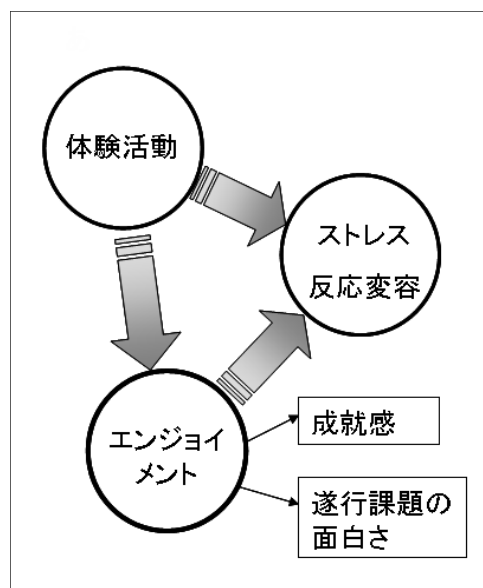 体験活動
ストレス
反応変容
エンジョイ
メント
成就感
遂行課題の
面白さ